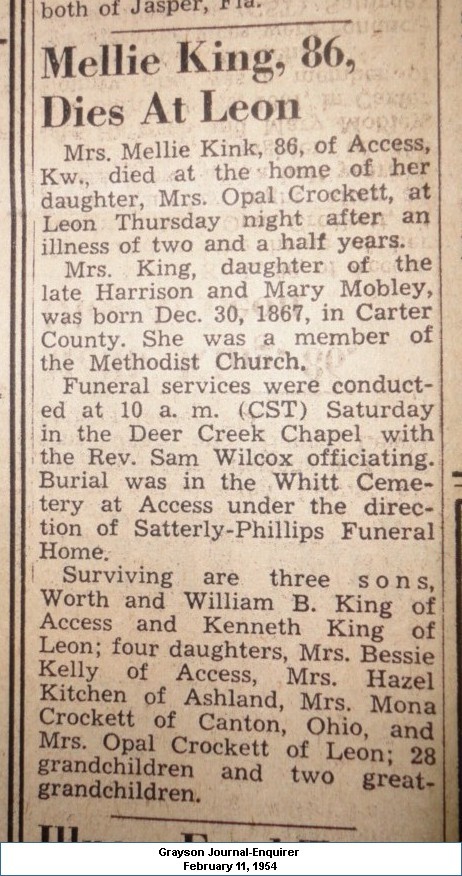 both of Jasper, Fla.
Mellie King, 86,
Dies At Leon
Mrs. Mellie Kink, 86, of Access,
Kw., died at the home of her
daughter, Mrs. Opal Crockett, at
Leon Thursday night after an
illness of two and a half years.
Mrs. King, daughter of the
late Harrison and Mary Mobley,
was born Dec. 30, 1867, in Carter
County. She was a member of
the Methodist Church.
Funeral services were conduct-
ed at 10 a. m. (CST) Saturday
in the Deer Creek Chapel with
the Rev. Sam Wilcox officiating.
Burial was in the Whitt Ceme-
tery at Access under the direc-
tion of Satterly-Phillips Funeral
Home.
Surviving are three sons,
Worth and William B. King of
Access and Kenneth King of
Leon; four daughters, Mrs. Bessie
Kelly of Access, Mrs. Hazel
Kitchen of Ashland, Mrs. Mona
Crockett of Canton, Ohio, and
Mrs. Opal Crockett of Leon; 28
grandchildren and two great-
grandchildren.
Grayson Journal-Enquirer
February 11, 1954